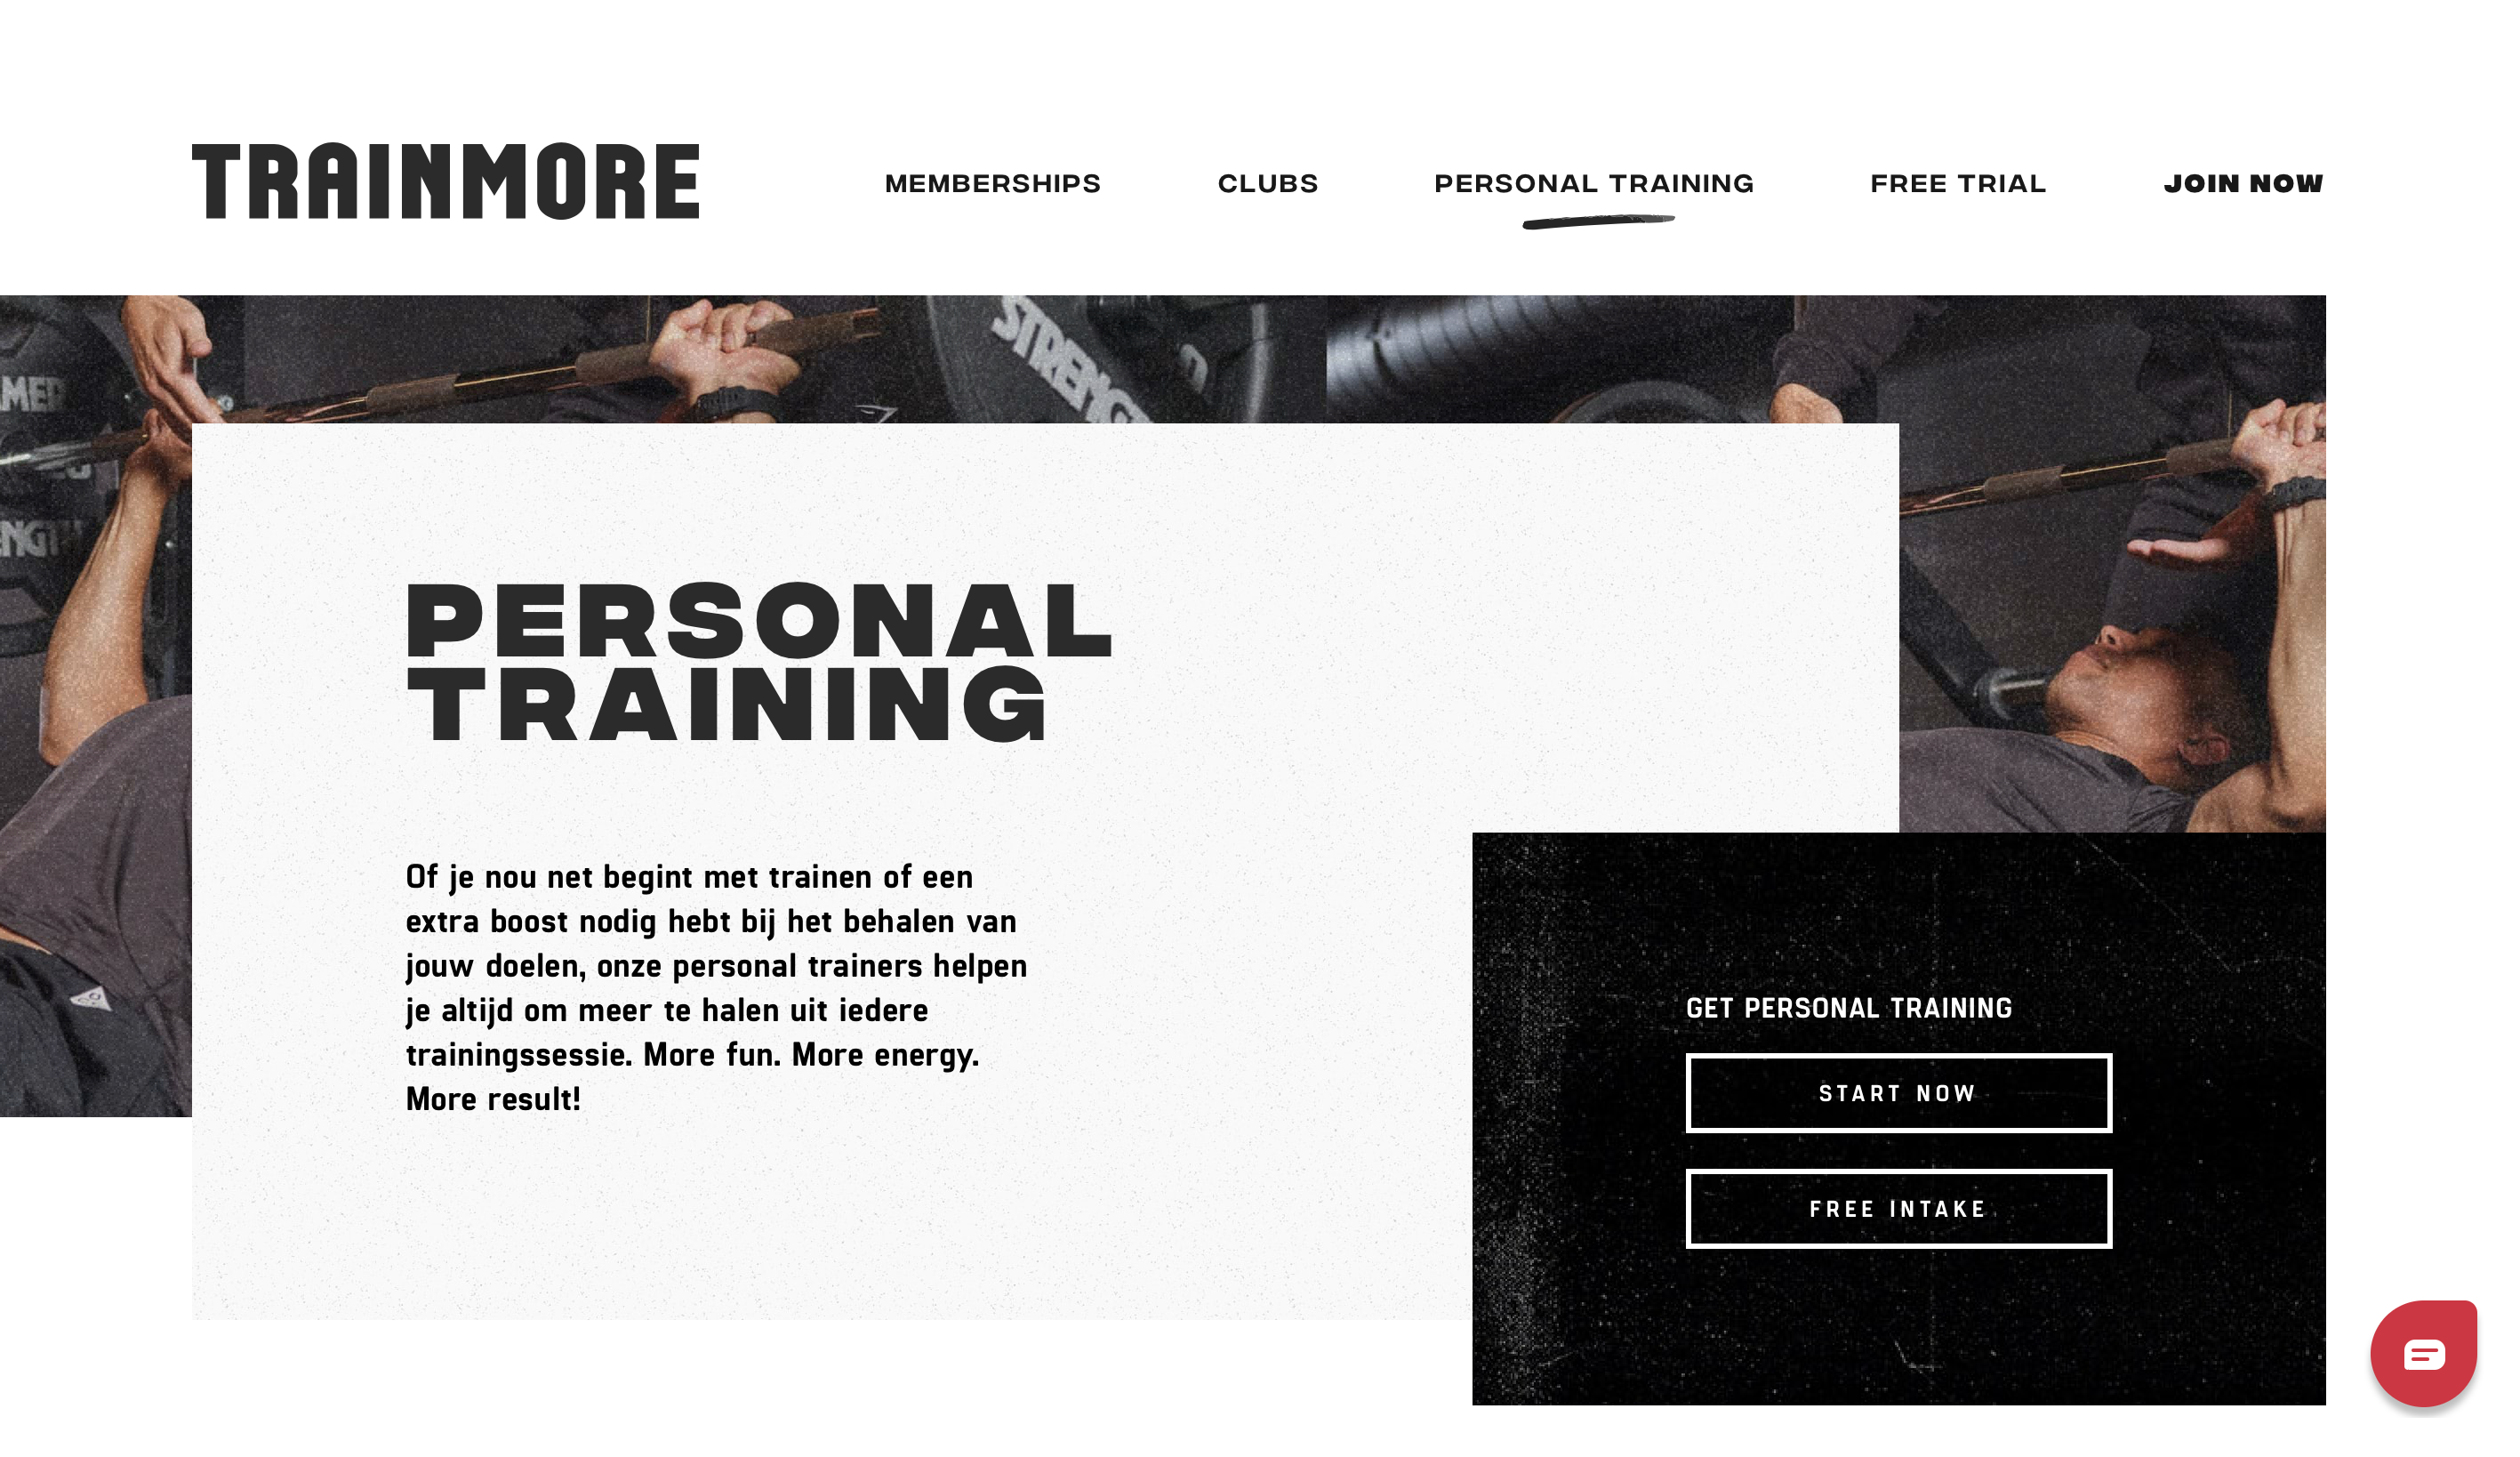 TRAINMORE
MEMBERSHIPS
CLUBS
PERSONAL TRAINING
FREE TRIAL
JOIN NOW
STRENG
PERSONAL
TRAINING
Of je nou net begint met trainen of een
extra boost nodig hebt bij het behalen van
jouw doelen, onze personal trainers helpen
je altijd om meer te halen uit iedere
trainingssessie. More fun. More energy.
More result!
GET PERSONAL TRAINING
START NOW
FREE INTAKE